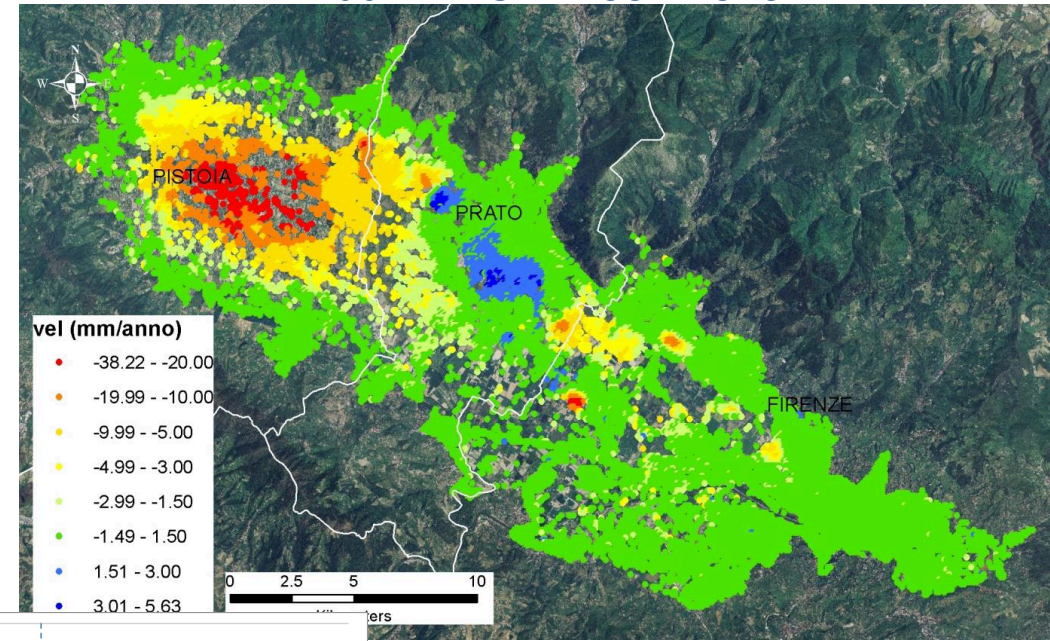 N
W E
S
PISTOIA
PRATO
FIRENZE
vel (mm/anno)
-38.22 - -20.00
-19.99 - -10.00
-9.99 - -5.00
-4.99 - -3.00
-2.99 - -1.50
-1.49 - 1.50
1.51 - 3.00
3.01 - 5.63
0 2.5 5 10